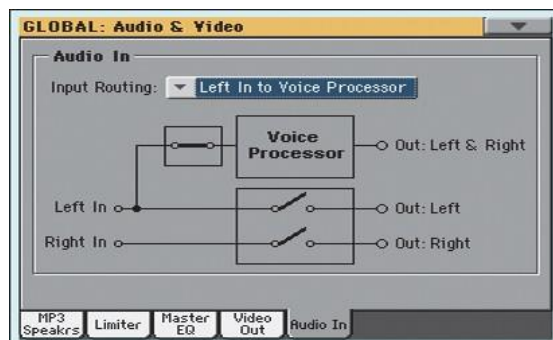 GLOBAL: Audio & Video
Audio In
Input Routing: Left In to Voice Processor
Voice
Processor
Out: Left & Right
Left In
Out: Left
Right In
Out: Right
MP3
Speakrs
Limiter
Master
EQ
Video
Out
Audio In